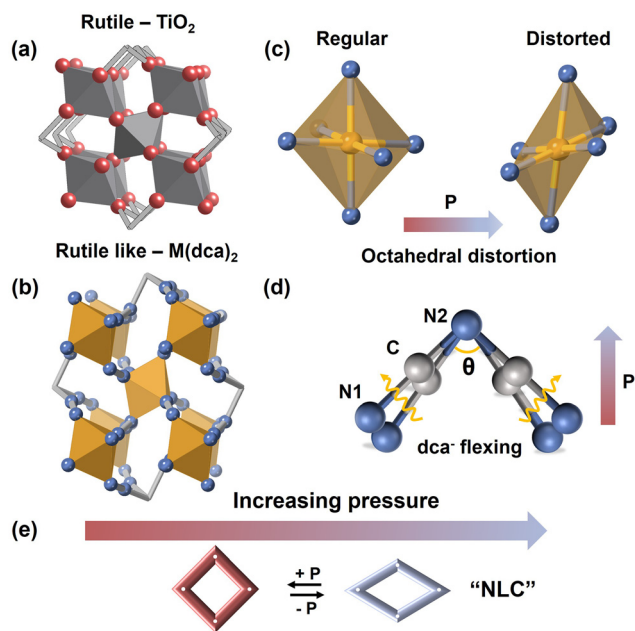 Rutile – TiO2
(a)
(c)
Regular
Distorted
P
Octahedral distortion
Rutile like – M(dca)2
(b)
(d)
N2
C
θ
N1
P
dca- flexing
Increasing pressure
(e)
+ P
- P
“NLC”